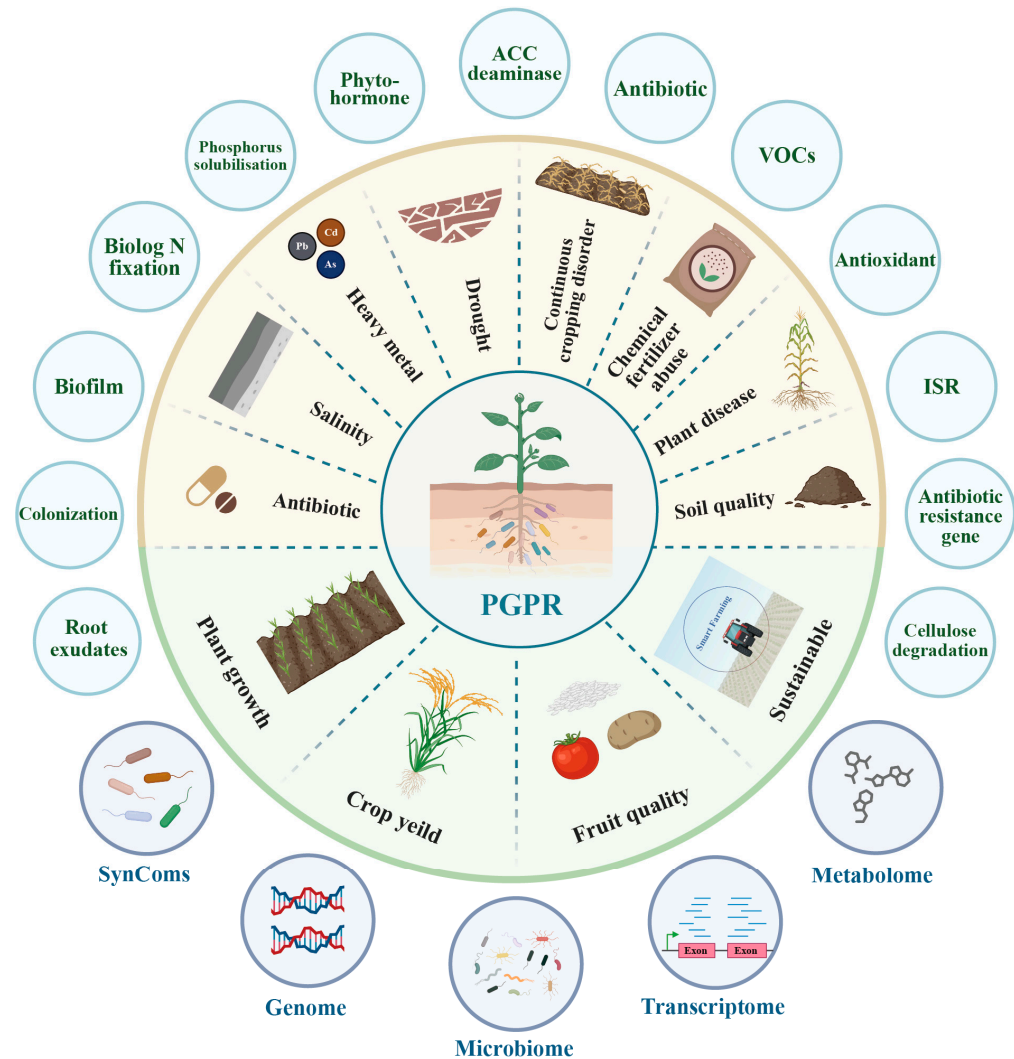 ACC
deaminase
Phyto-
hormone
Antibiotic
Phosphorus
solubilisation
VOCs
Biolog N
fixation
Antioxidant
Biofilm
ISR
Colonization
Antibiotic
resistance
gene
Root
exudates
Cellulose
degradation
Antibiotic
Salinity
Pb
Cd
As
Heavy metal
Drought
Continuous
cropping disorder
Chemical
fertilizer
abuse
Plant disease
Soil quality
PGPR
Plant growth
Crop yeild
Fruit quality
Smart Farming
Sustainable
SynComs
Genome
Microbiome
Exon
Exon
Transcriptome
Metabolome